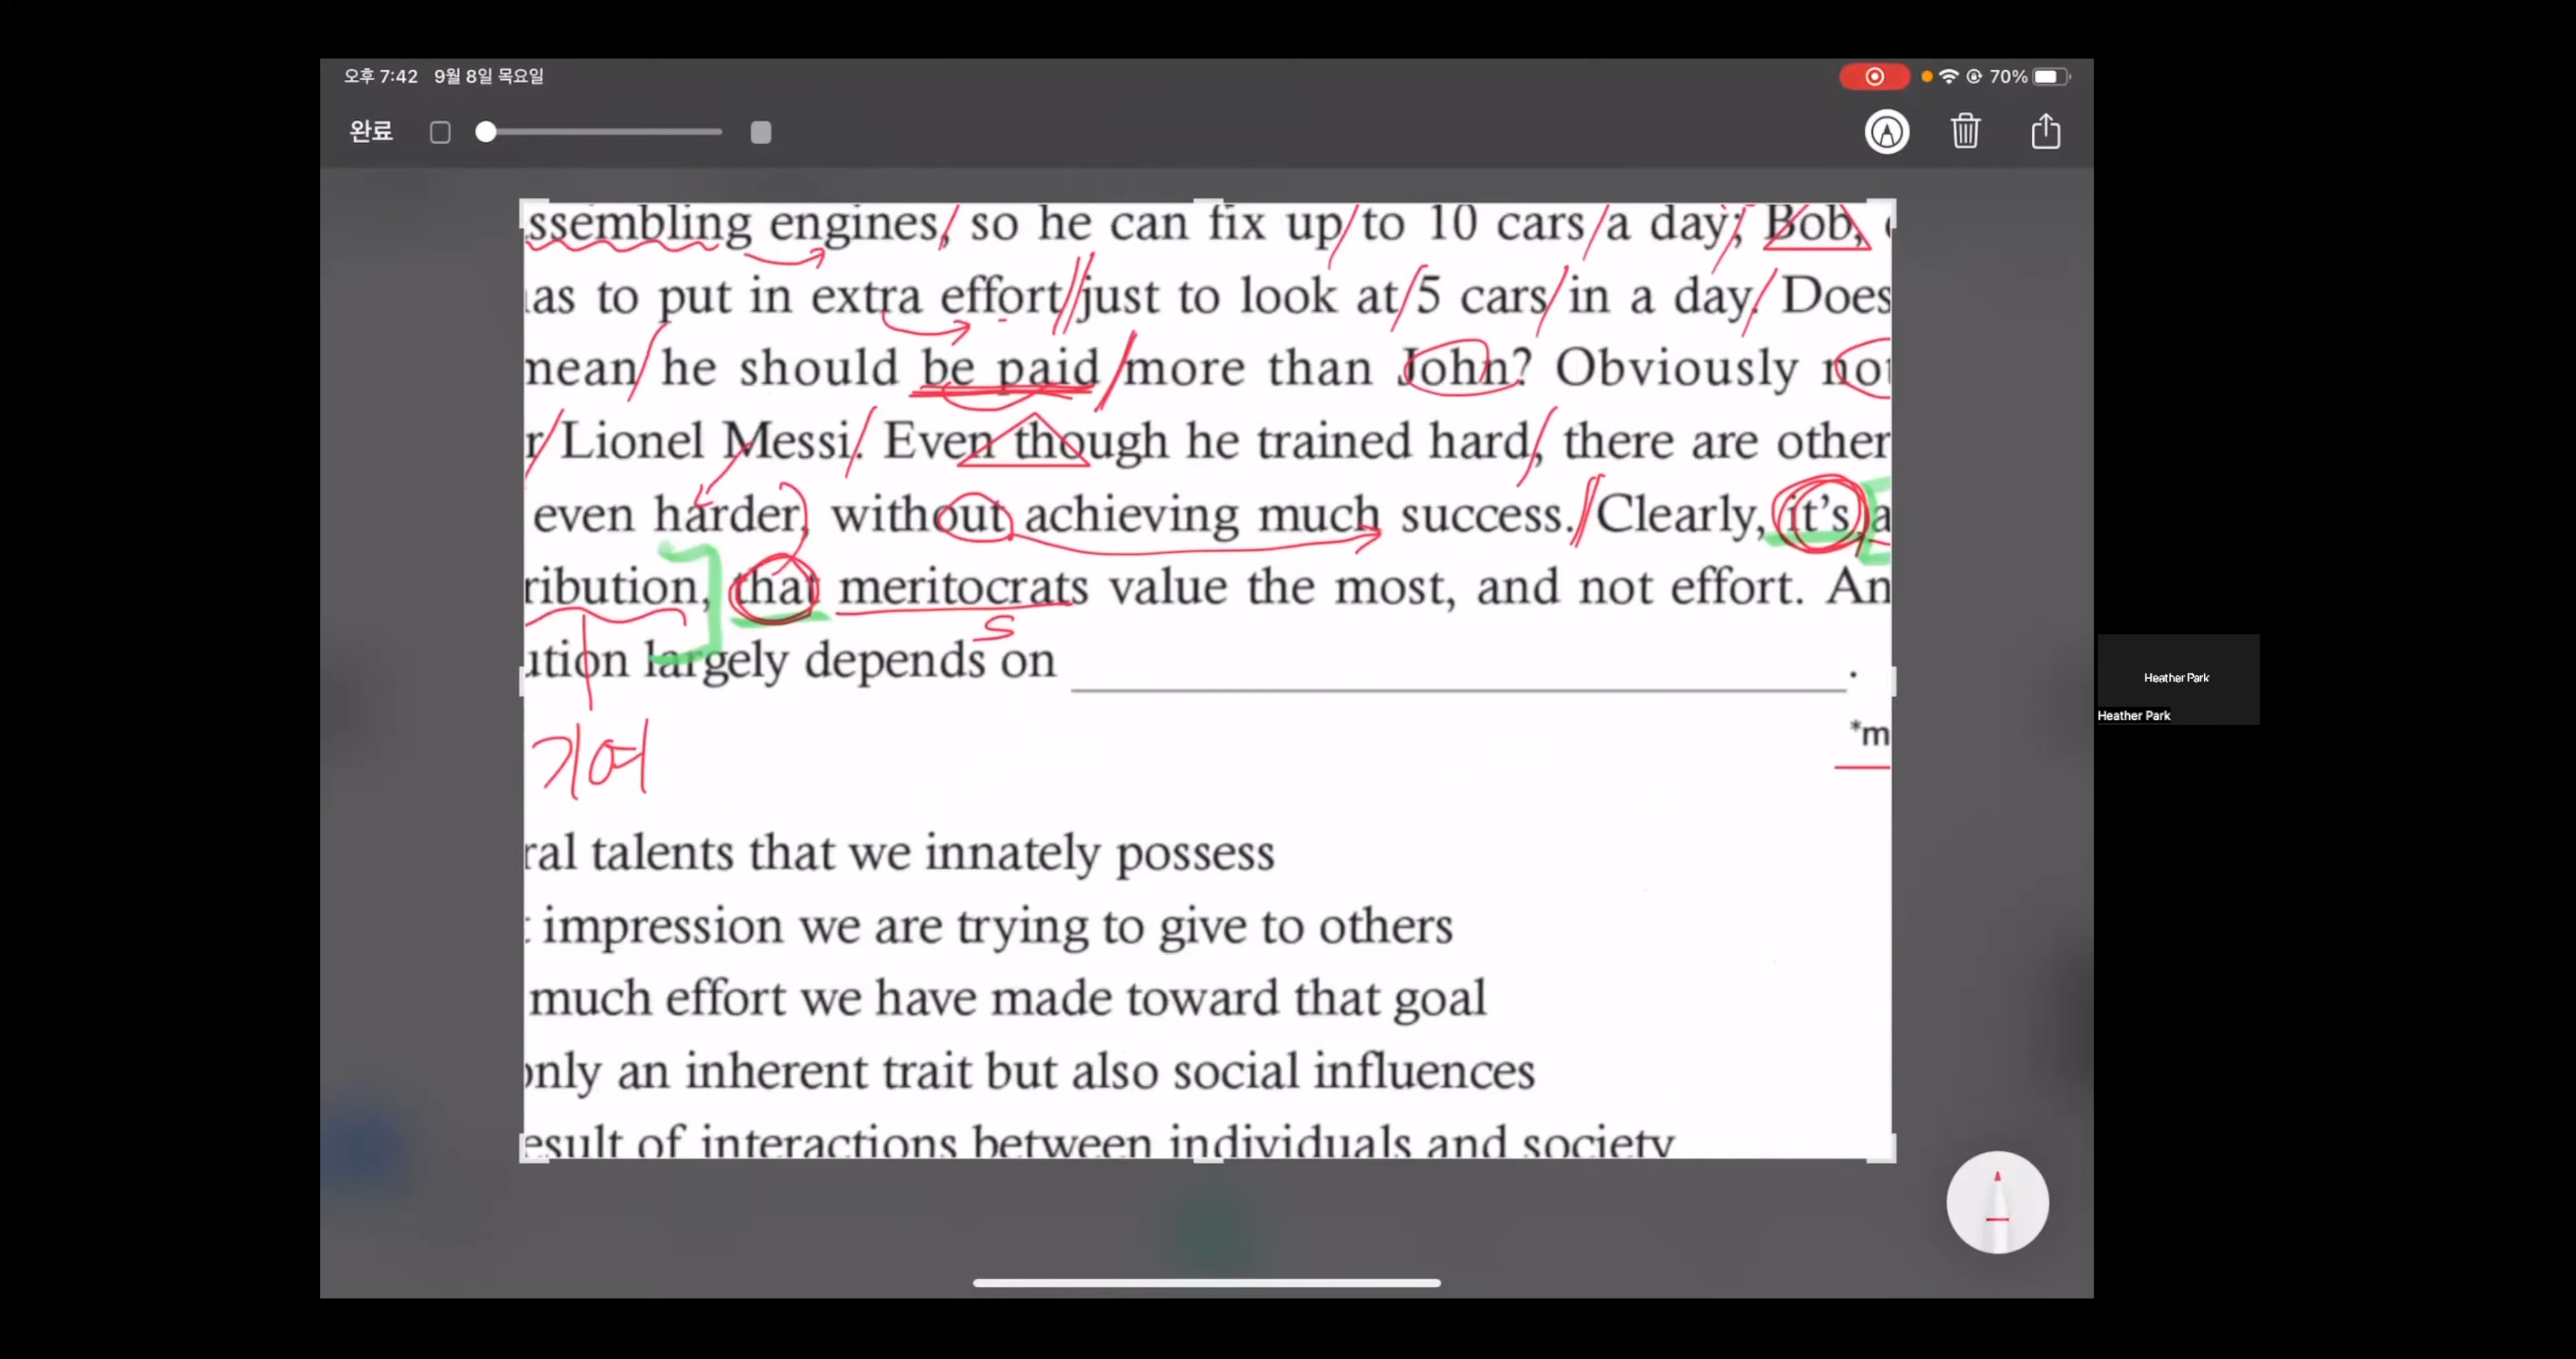 오후 7:42 9월 8일 목요일
70%
완료
ssembling engines, so he can fix up to 10 cars a day; Bob,
as to put in extra effort just to look at 5 cars in a day. Does
mean he should be paid more than John? Obviously not
r Lionel Messi. Even though he trained hard, there are other
even harder, without achieving much success. Clearly, it's, a
ribution, that meritocrats value the most, and not effort. An
S
ution largely depends on ____.
*m
기여
ral talents that we innately possess
t impression we are trying to give to others
much effort we have made toward that goal
only an inherent trait but also social influences
esult of interactions between individuals and society
Heather Park
Heather Park